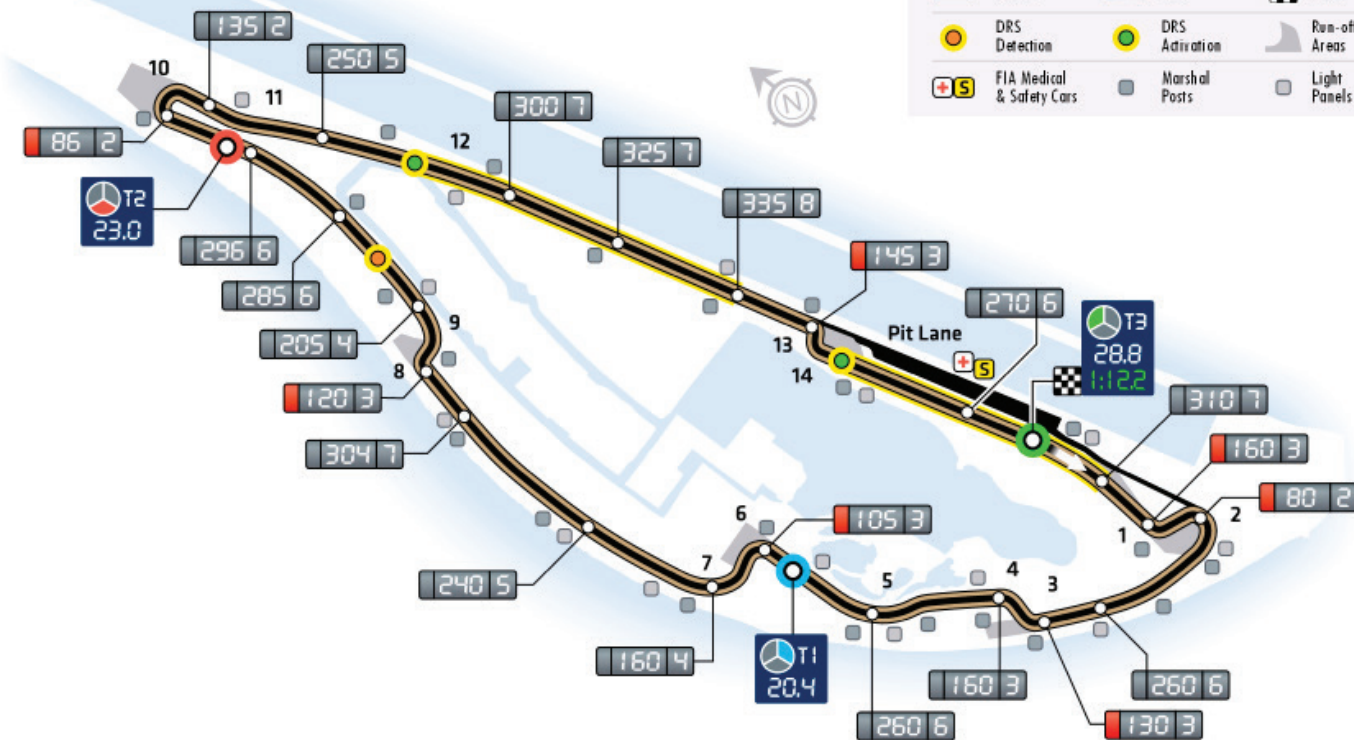 DRS
Detection
DRS
Activation
Run-off
Areas
FIA Medical
& Safety Cars
Marshal
Posts
Light
Panels
S
N
135 2
10
11
250 5
300 7
12
325 7
86 2
335 8
T2
23.0
145 3
296 6
270 6
285 6
Pit Lane
T3
28.8
1:12.2
9
13
205 4
S
14
8
120 3
310 7
304 7
160 3
80 2
6
105 3
1
2
7
5
4
3
240 5
T1
20.4
160 4
160 3
260 6
260 6
130 3